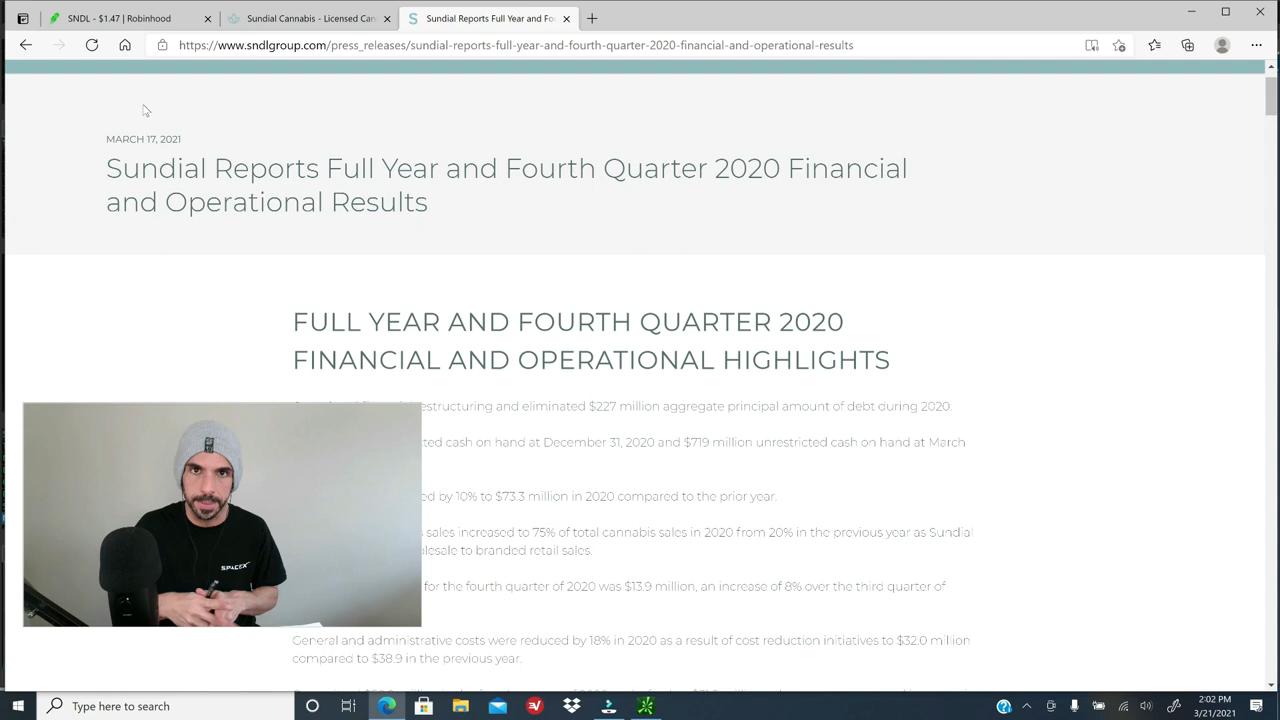 SNDL - $1.47 | Robinhood
Sundial Cannabis - Licensed Can
Sundial Reports Full Year and Fo
https://www.sndlgroup.com/press_releases/sundial-reports-full-year-and-fourth-quarter-2020-financial-and-operational-results
MARCH 17, 2021
Sundial Reports Full Year and Fourth Quarter 2020 Financial
and Operational Results
FULL YEAR AND FOURTH QUARTER 2020
FINANCIAL AND OPERATIONAL HIGHLIGHTS
estructuring and eliminated $227 million aggregate principal amount of debt during 2020.
cted cash on hand at December 31, 2020 and $719 million unrestricted cash on hand at March
ed by 10% to $73.3 million in 2020 compared to the prior year.
s sales increased to 75% of total cannabis sales in 2020 from 20% in the previous year as Sundial
olesale to branded retail sales.
for the fourth quarter of 2020 was $13.9 million, an increase of 8% over the third quarter of
SPACEX
General and administrative costs were reduced by 18% in 2020 as a result of cost reduction initiatives to $32.0 million
compared to $38.9 in the previous year.
Type here to search
2:02 PM
3/21/2021